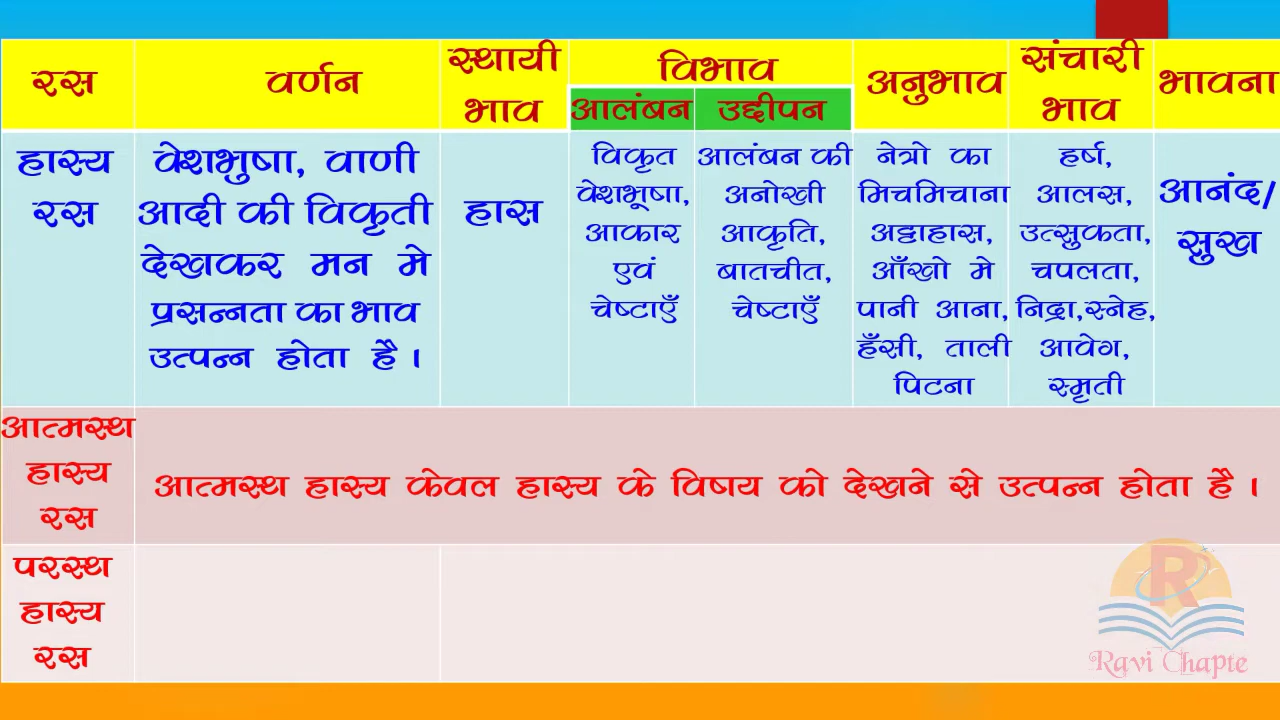 रस
वर्णन
स्थायी
भाव
विभाव
आलंबन
उद्दीपन
अनुभाव
संचारी
भाव
भावना
हास्य
रस
वेशभुषा, वाणी
आदी की विकृती
देखकर मन मे
प्रसन्नता का भाव
उत्पन्न होता है ।
हास
विकृत
वेशभूषा,
आकार
एवं
चेष्टाएँ
आलंबन की
अनोखी
आकृति,
बातचीत,
चेष्टाएँ
नेत्रो का
मिचमिचाना
अट्टाहास,
आँखो मे
पानी आना,
हँसी, ताली
पिटना
हर्ष,
आलस,
उत्सुकता,
चपलता,
निद्रा,स्नेह,
आवेग,
स्मृती
आनंद/
सुख
आत्मस्थ
हास्य
रस
आत्मस्थ हास्य केवल हास्य के विषय को देखने से उत्पन्न होता है ।
परस्थ
हास्य
रस
R
Ravi Chapte